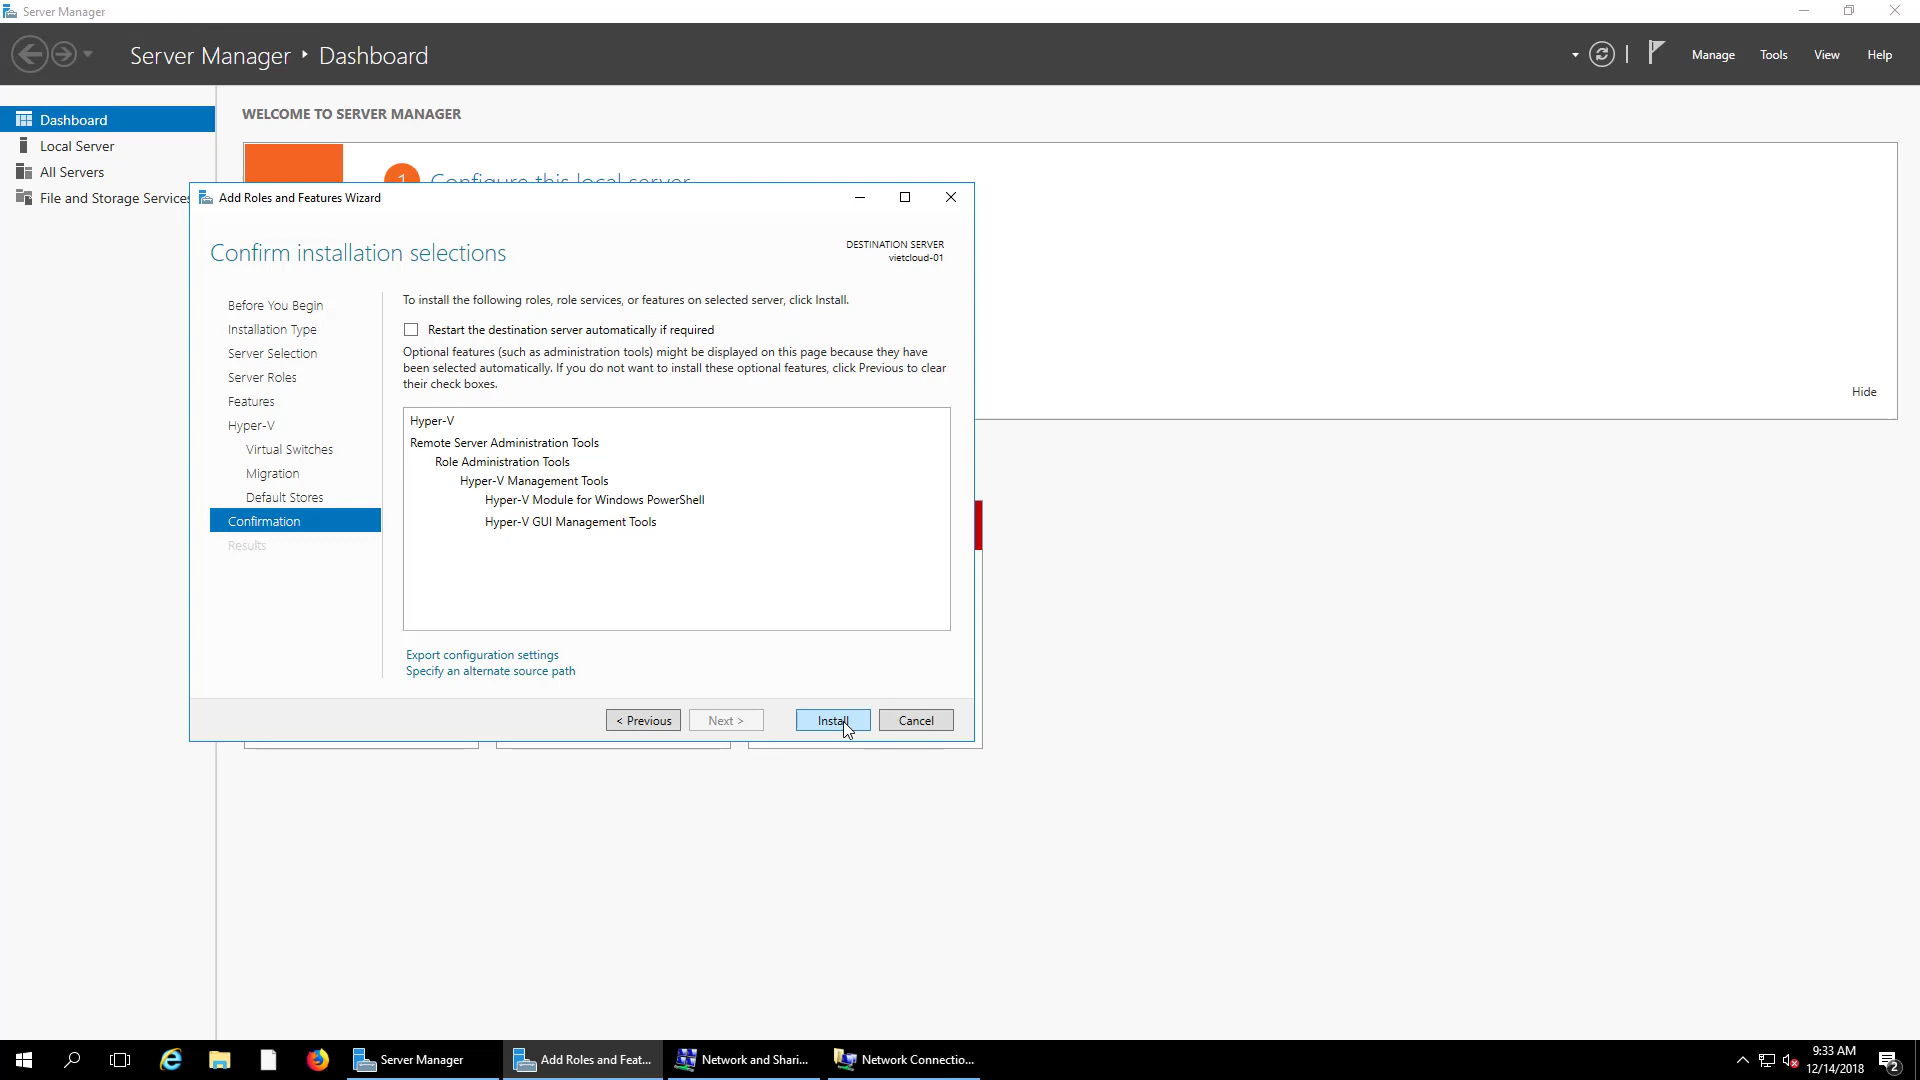 Server Manager
Server Manager ‣ Dashboard
Manage
Tools
View
Help
Dashboard
Local Server
All Servers
File and Storage Services
WELCOME TO SERVER MANAGER
1 Configure this local server
Hide
Add Roles and Features Wizard
Confirm installation selections
DESTINATION SERVER
vietcloud-01
Before You Begin
Installation Type
Server Selection
Server Roles
Features
Hyper-V
Virtual Switches
Migration
Default Stores
Confirmation
Results
To install the following roles, role services, or features on selected server, click Install.
Restart the destination server automatically if required
Optional features (such as administration tools) might be displayed on this page because they have
been selected automatically. If you do not want to install these optional features, click Previous to clear
their check boxes.
Hyper-V
Remote Server Administration Tools
Role Administration Tools
Hyper-V Management Tools
Hyper-V Module for Windows PowerShell
Hyper-V GUI Management Tools
Export configuration settings
Specify an alternate source path
< Previous
Next >
Install
Cancel
Server Manager
Add Roles and Feat...
Network and Shari...
Network Connectio...
9:33 AM
12/14/2018
2